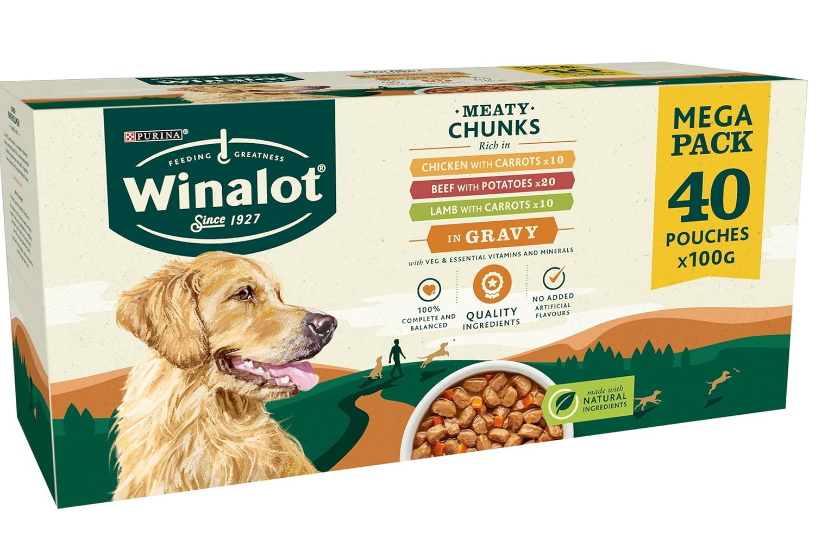 PURINA
FEEDING GREATNESS
Winalot®
Since 1927
·MEATY·
CHUNKS
Rich in
CHICKEN WITH CARROTS x10
BEEF WITH POTATOES x20
LAMB WITH CARROTS x10
IN GRAVY
with VEG & ESSENTIAL VITAMINS AND MINERALS
100%
COMPLETE AND
BALANCED
QUALITY
INGREDIENTS
NO ADDED
ARTIFICIAL
FLAVOURS
MEGA
PACK
40
POUCHES
x100G
made with
NATURAL
INGREDIENTS